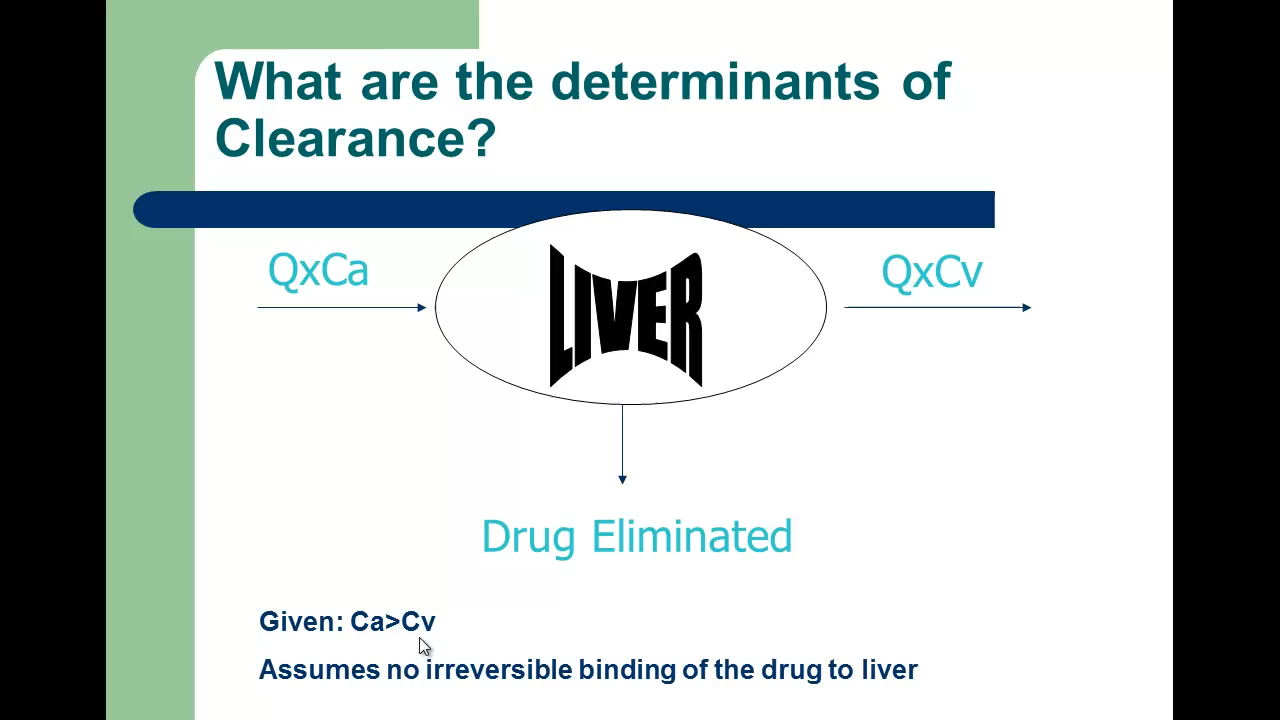 What are the determinants of
Clearance?
QxCa
LIVER
QxCv
Drug Eliminated
Given: Ca>Cv
Assumes no irreversible binding of the drug to liver